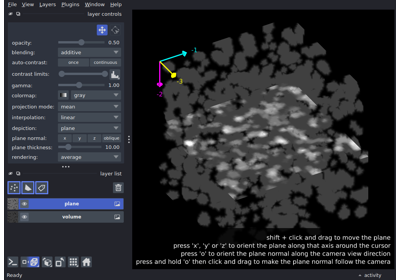 File View Layers Plugins Window Help
layer controls
opacity: 0.50
blending: additive
auto-contrast: once continuous
contrast limits:
gamma: 1.00
colormap: gray
projection mode: mean
interpolation: linear
depiction: plane
plane normal: x y z oblique
plane thickness: 10.00
rendering: average
layer list
plane
volume
-1
-3
-2
shift + click and drag to move the plane
press 'x', 'y' or 'z' to orient the plane along that axis around the cursor
press 'o' to orient the plane normal along the camera view direction
press and hold 'o' then click and drag to make the plane normal follow the camera
Ready
activity